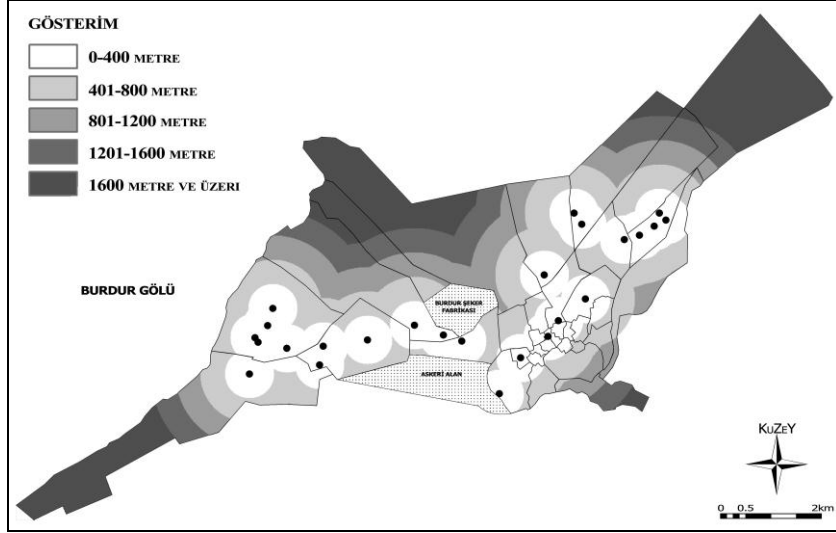 GÖSTERİM
0-400 METRE
401-800 METRE
801-1200 METRE
1201-1600 METRE
1600 METRE VE ÜZERI
BURDUR GÖLÜ
BURDUR ŞEKER
FABRİKASI
ASKERİ ALAN
KUZEY
0 0.5 2km